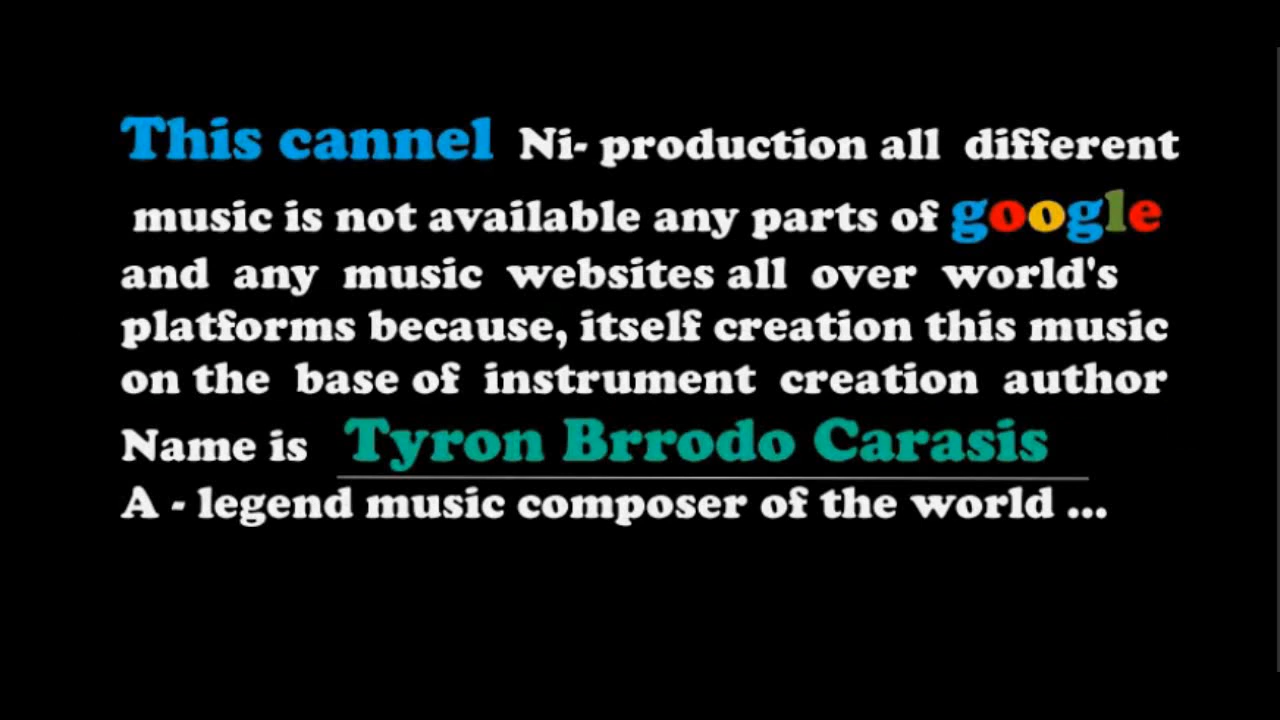 This cannel Ni- production all different
music is not available any parts of google
and any music websites all over world's
platforms because, itself creation this music
on the base of instrument creation author
Name is Tyron Brrodo Carasis
A - legend music composer of the world ...